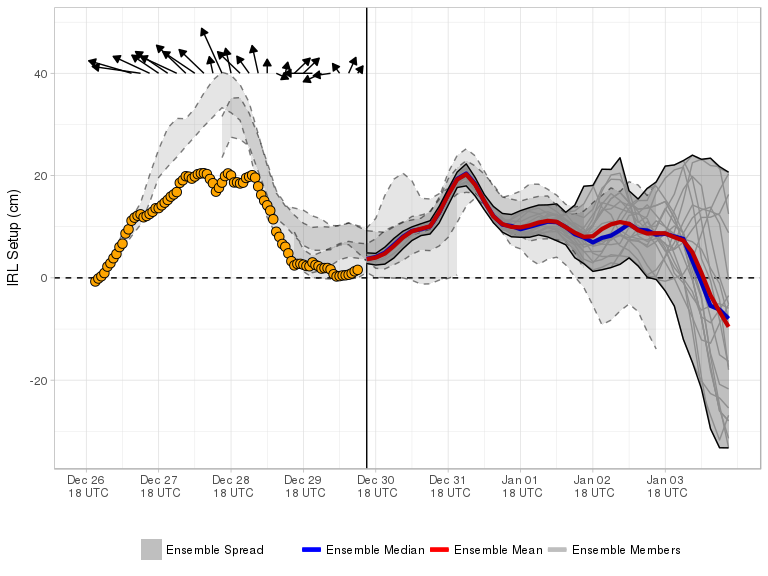 IRL Setup (cm)
40
20
0
-20
Dec 26 Dec 27 Dec 28 Dec 29 Dec 30 Dec 31 Jan 01 Jan 02 Jan 03
18 UTC 18 UTC 18 UTC 18 UTC 18 UTC 18 UTC 18 UTC 18 UTC 18 UTC
Ensemble Spread Ensemble Median Ensemble Mean Ensemble Members